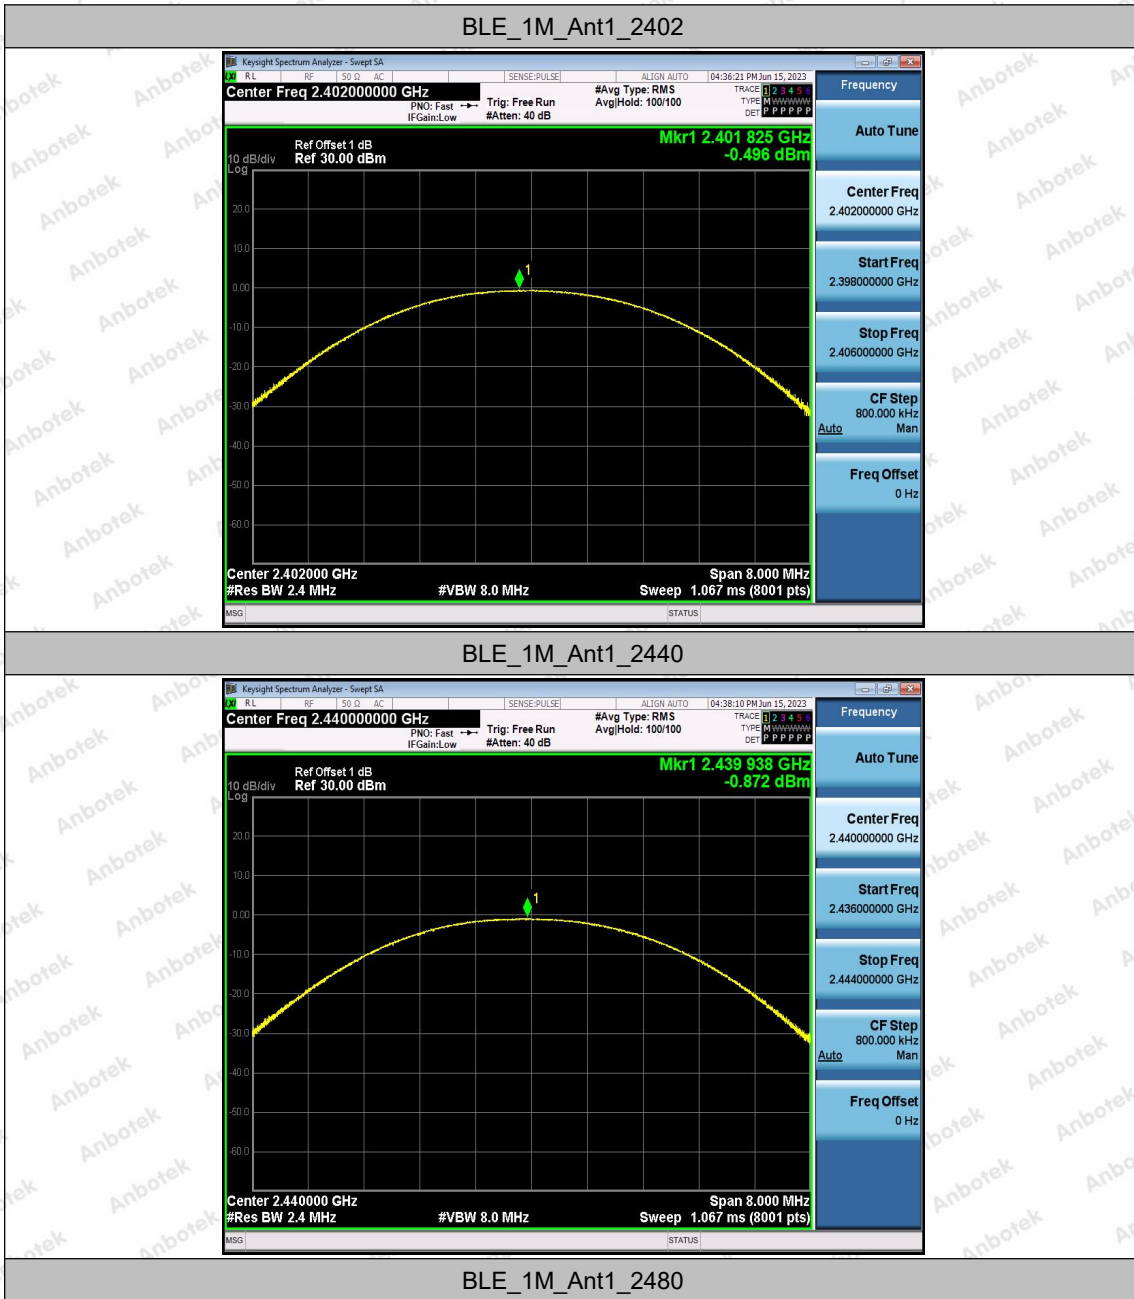 BLE_1M_Ant1_2402
Keysight Spectrum Analyzer - Swept SA
LXI RL RF 50 Ω AC SENSE:PULSE ALIGN AUTO 04:36:21 PM Jun 15, 2023
Center Freq 2.402000000 GHz
PNO: Fast
IFGain:Low
Trig: Free Run
#Atten: 40 dB
#Avg Type: RMS
Avg|Hold: 100/100
TRACE 1 2 3 4 5 6
TYPE M WWWWW
DET P P P P P P
Ref Offset 1 dB
10 dB/div Ref 30.00 dBm
Log
Mkr1 2.401 825 GHz
-0.496 dBm
20.0
10.0
0.00
-10.0
-20.0
-30.0
-40.0
-50.0
-60.0
1
Center 2.402000 GHz Span 8.000 MHz
#Res BW 2.4 MHz #VBW 8.0 MHz Sweep 1.067 ms (8001 pts)
MSG STATUS
Frequency
Auto Tune
Center Freq
2.402000000 GHz
Start Freq
2.398000000 GHz
Stop Freq
2.406000000 GHz
CF Step
800.000 kHz
Auto Man
Freq Offset
0 Hz
BLE_1M_Ant1_2440
Keysight Spectrum Analyzer - Swept SA
LXI RL RF 50 Ω AC SENSE:PULSE ALIGN AUTO 04:38:10 PM Jun 15, 2023
Center Freq 2.440000000 GHz
PNO: Fast
IFGain:Low
Trig: Free Run
#Atten: 40 dB
#Avg Type: RMS
Avg|Hold: 100/100
TRACE 1 2 3 4 5 6
TYPE M WWWWW
DET P P P P P P
Ref Offset 1 dB
10 dB/div Ref 30.00 dBm
Log
Mkr1 2.439 938 GHz
-0.872 dBm
20.0
10.0
0.00
-10.0
-20.0
-30.0
-40.0
-50.0
-60.0
1
Center 2.440000 GHz Span 8.000 MHz
#Res BW 2.4 MHz #VBW 8.0 MHz Sweep 1.067 ms (8001 pts)
MSG STATUS
Frequency
Auto Tune
Center Freq
2.440000000 GHz
Start Freq
2.436000000 GHz
Stop Freq
2.444000000 GHz
CF Step
800.000 kHz
Auto Man
Freq Offset
0 Hz
BLE_1M_Ant1_2480
Anbotek